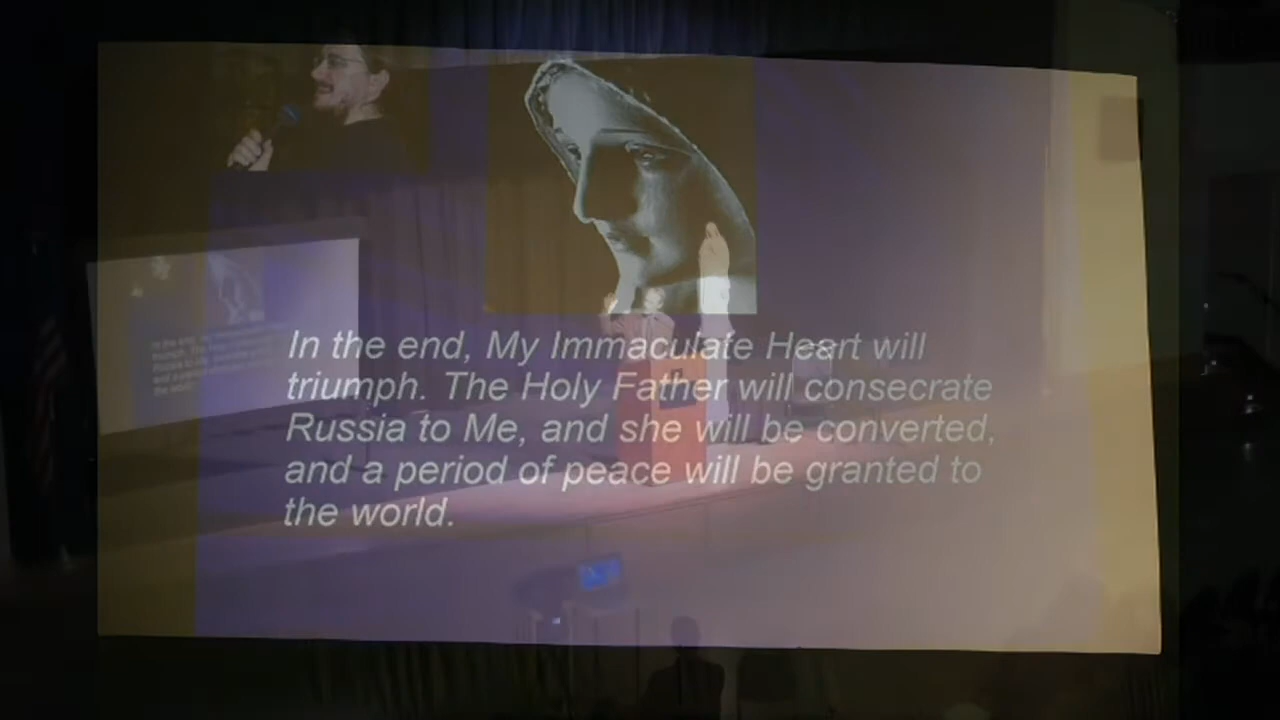 In the end, My Immaculate Heart will
triumph. The Holy Father will consecrate
Russia to Me, and she will be converted,
and a period of peace will be granted to
the world.